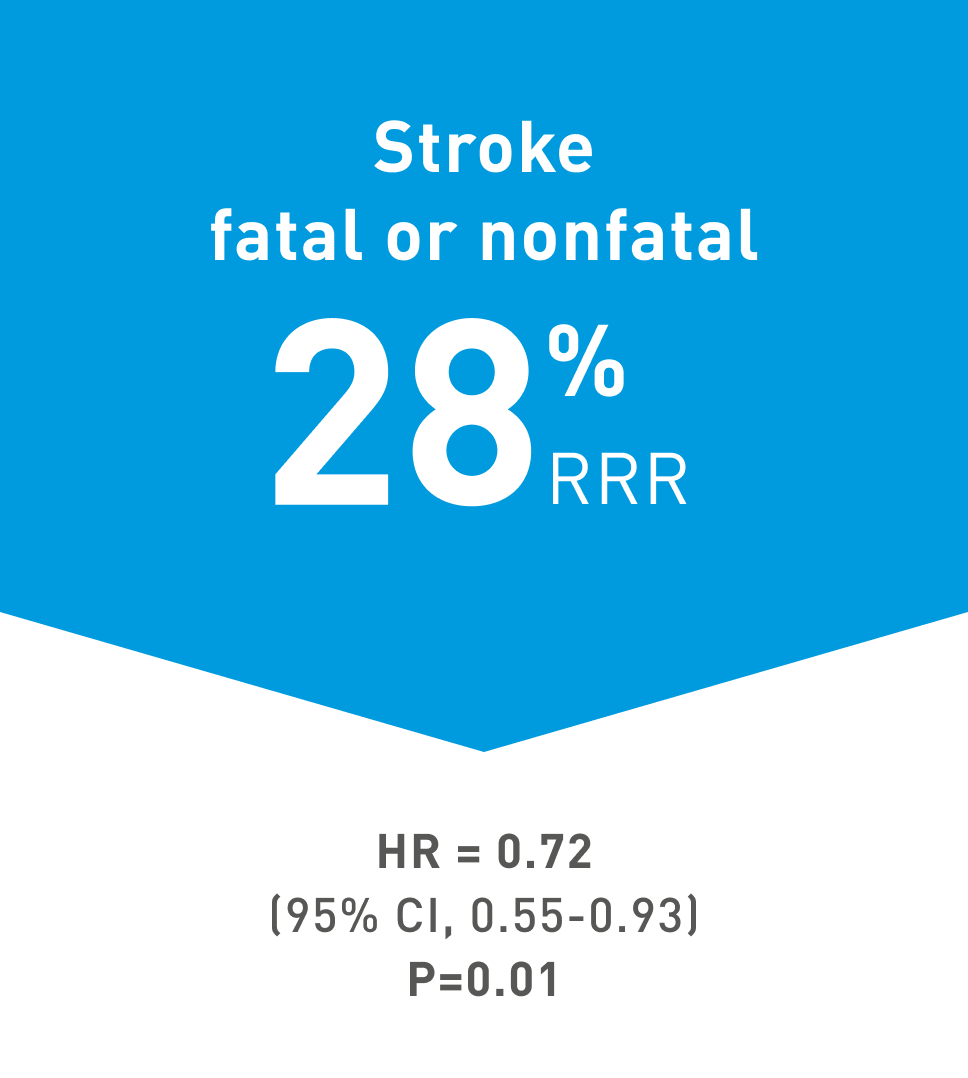 Stroke
fatal or nonfatal
28%
RRR
HR = 0.72
(95% CI, 0.55-0.93)
P=0.01